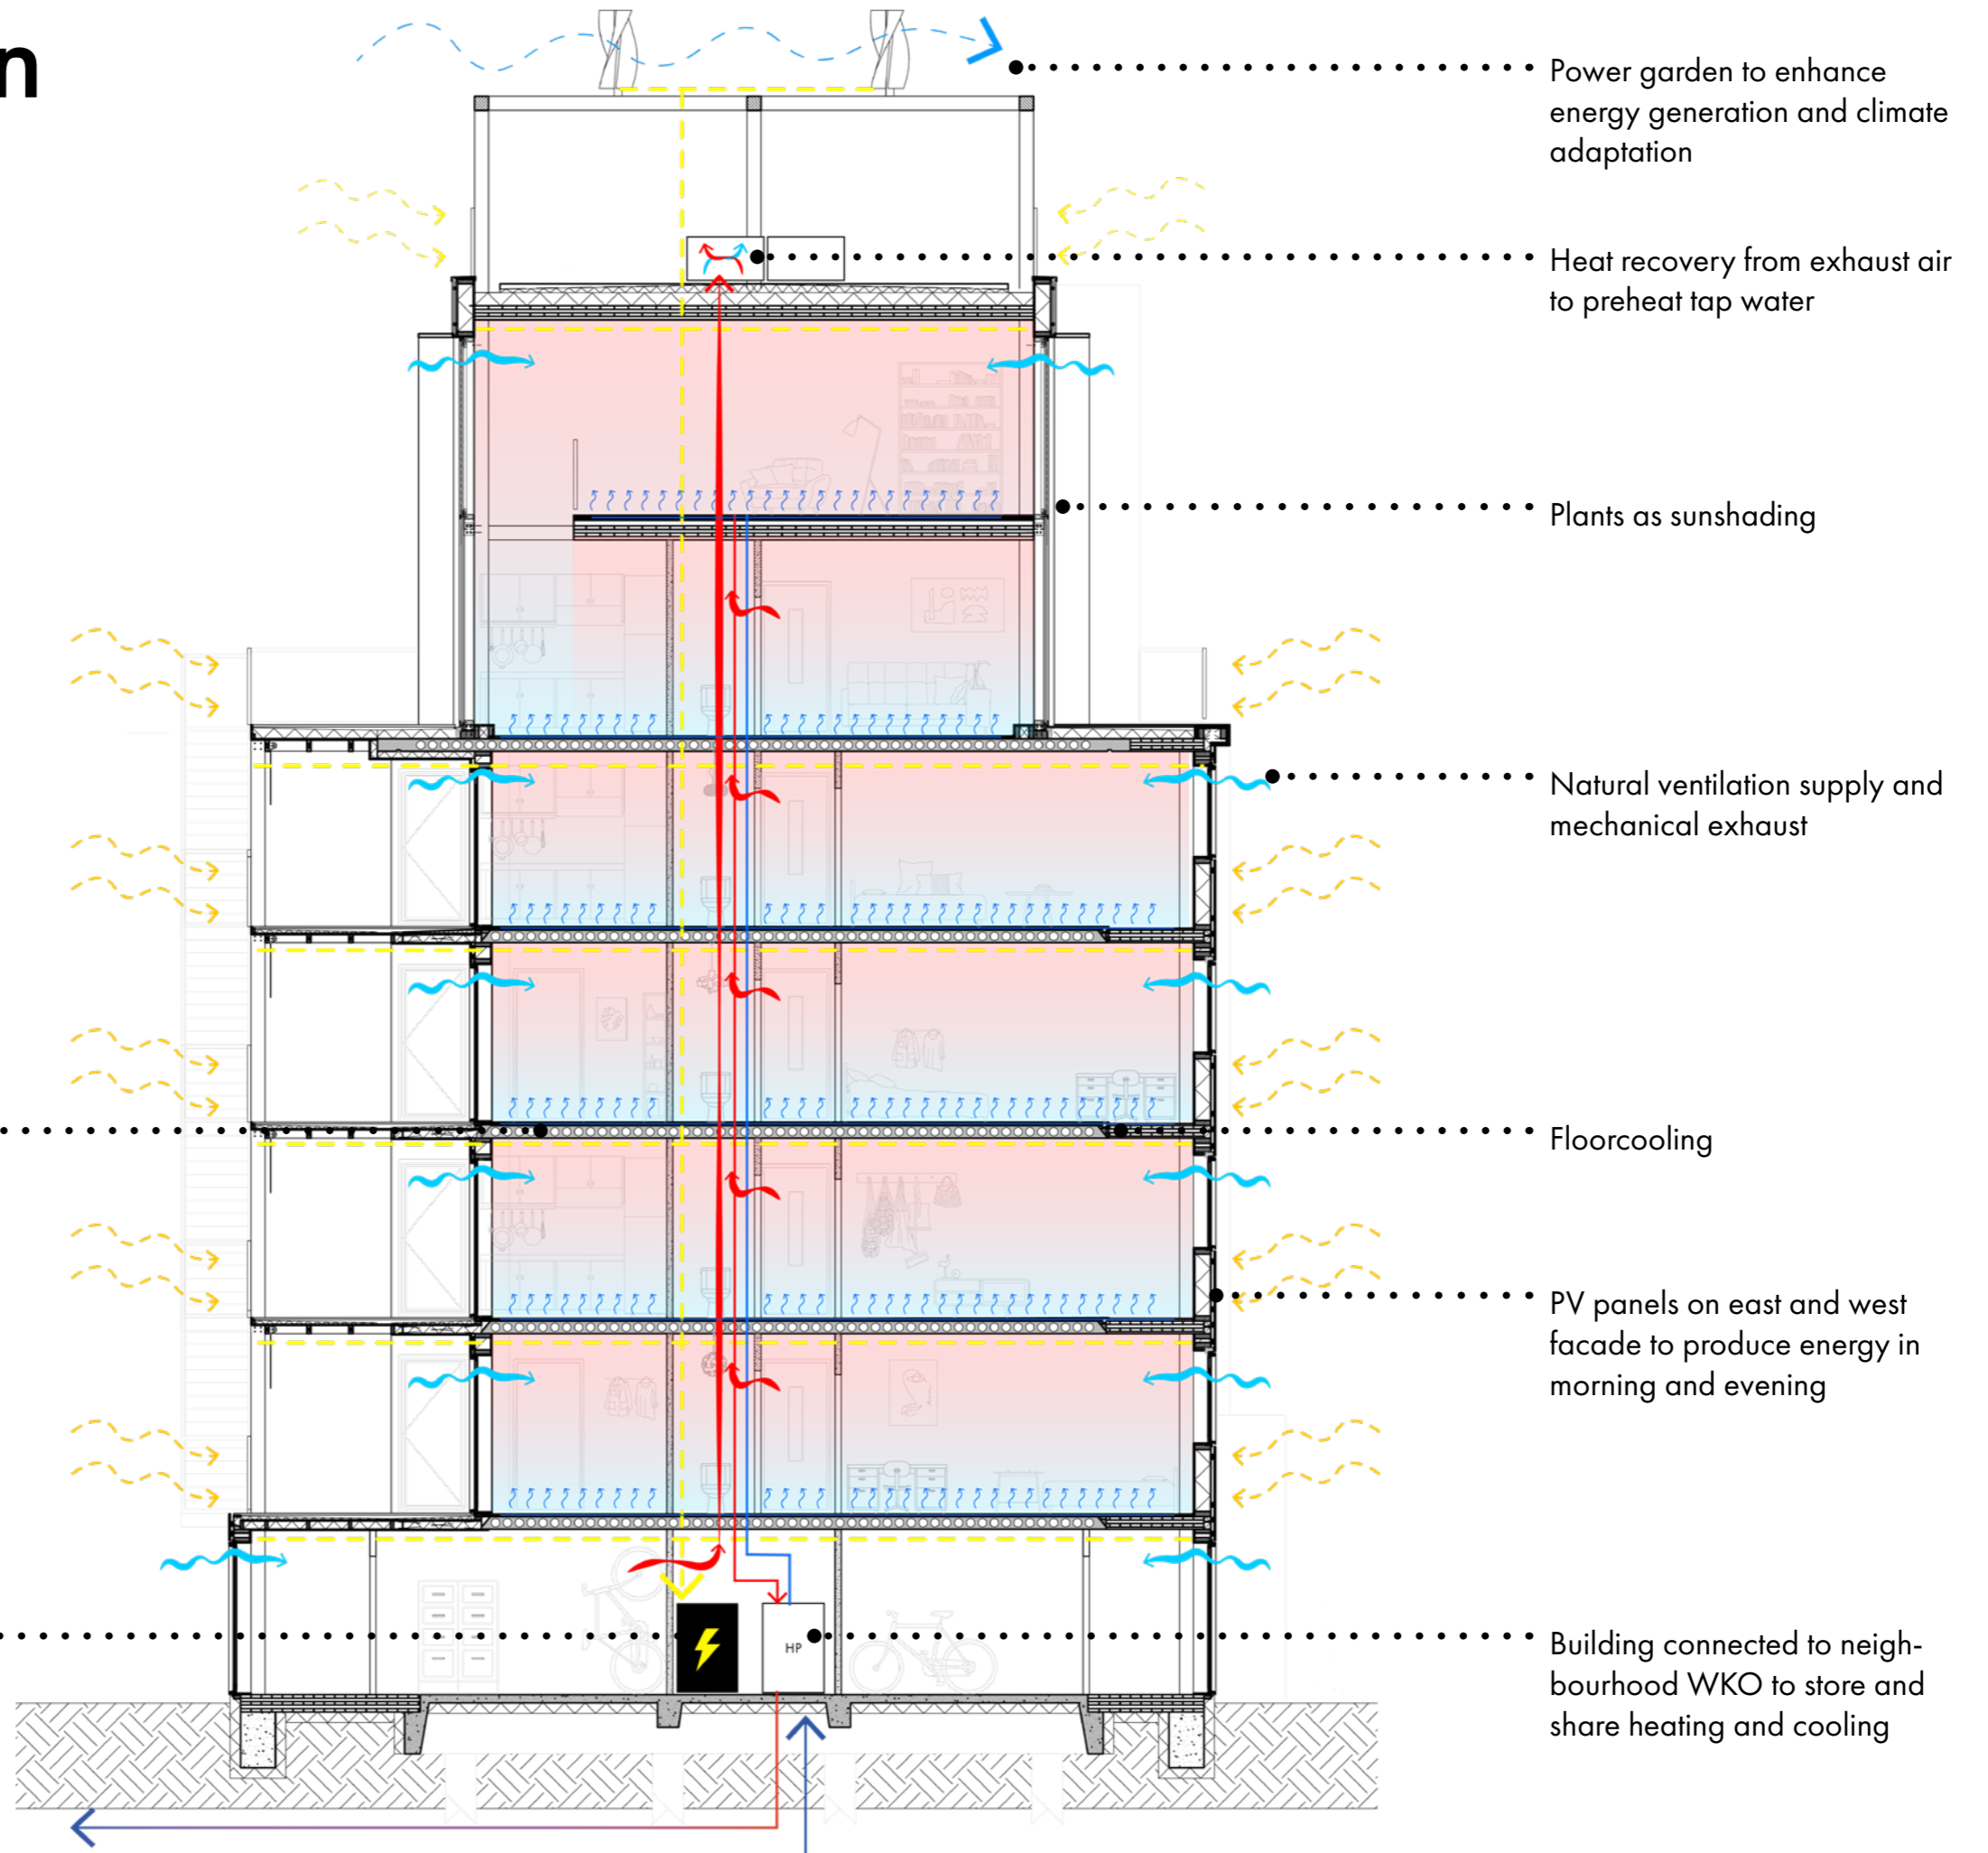 n
Power garden to enhance
energy generation and climate
adaptation
Heat recovery from exhaust air
to preheat tap water
Plants as sunshading
Natural ventilation supply and
mechanical exhaust
Floorcooling
PV panels on east and west
facade to produce energy in
morning and evening
HP
Building connected to neigh-
bourhood WKO to store and
share heating and cooling